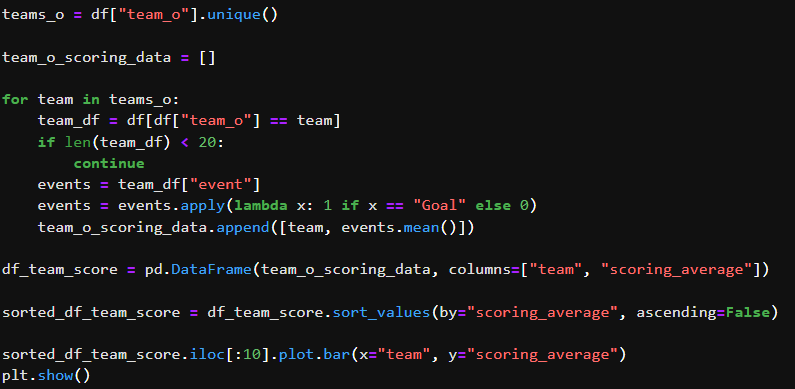 teams_o = df["team_o"].unique()
team_o_scoring_data = []
for team in teams_o:
    team_df = df[df["team_o"] == team]
    if len(team_df) < 20:
        continue
    events = team_df["event"]
    events = events.apply(lambda x: 1 if x == "Goal" else 0)
    team_o_scoring_data.append([team, events.mean()])
df_team_score = pd.DataFrame(team_o_scoring_data, columns=["team", "scoring_average"])
sorted_df_team_score = df_team_score.sort_values(by="scoring_average", ascending=False)
sorted_df_team_score.iloc[:10].plot.bar(x="team", y="scoring_average")
plt.show()